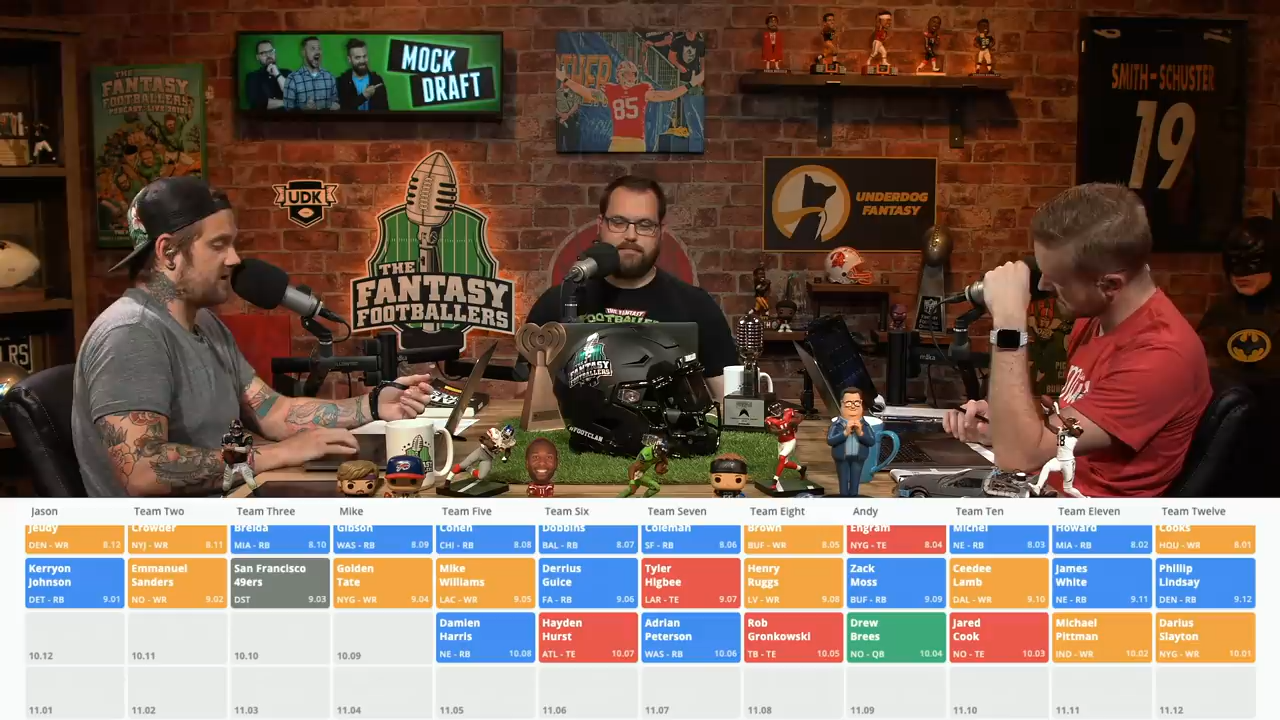 THE
FANTASY
FOOTBALLERS
PODCAST LIVE
MOCK
DRAFT
85
SMITH-SCHUSTER
19
UDK
UNDERDOG
FANTASY
THE
FANTASY
FOOTBALLERS
THE FANTASY
FOOTBALLERS
FANTASY
FOOTBALLERS
#FOOTCLAN
NFL
18
Jason Team Two Team Three Mike Team Five Team Six Team Seven Team Eight Andy Team Ten Team Eleven Team Twelve
Jeudy Crowder Breida Gibson Cohen Dobbins Coleman Brown Engram Michel Howard Cooks
DEN - WR 8.12 NYJ - WR 8.11 MIA - RB 8.10 WAS - RB 8.09 CHI - RB 8.08 BAL - RB 8.07 SF - RB 8.06 BUF - WR 8.05 NYG - TE 8.04 NE - RB 8.03 MIA - RB 8.02 HOU - WR 8.01
Kerryon Emmanuel San Francisco Golden Mike Derrius Tyler Henry Zack Ceedee James Phillip
Johnson Sanders 49ers Tate Williams Guice Higbee Ruggs Moss Lamb White Lindsay
DET - RB 9.01 NO - WR 9.02 DST 9.03 NYG - WR 9.04 LAC - WR 9.05 FA - RB 9.06 LAR - TE 9.07 LV - WR 9.08 BUF - RB 9.09 DAL - WR 9.10 NE - RB 9.11 DEN - RB 9.12
Damien Hayden Adrian Rob Drew Jared Michael Darius
Harris Hurst Peterson Gronkowski Brees Cook Pittman Slayton
10.12 10.11 10.10 10.09 NE - RB 10.08 ATL - TE 10.07 WAS - RB 10.06 TB - TE 10.05 NO - QB 10.04 NO - TE 10.03 IND - WR 10.02 NYG - WR 10.01
11.01 11.02 11.03 11.04 11.05 11.06 11.07 11.08 11.09 11.10 11.11 11.12